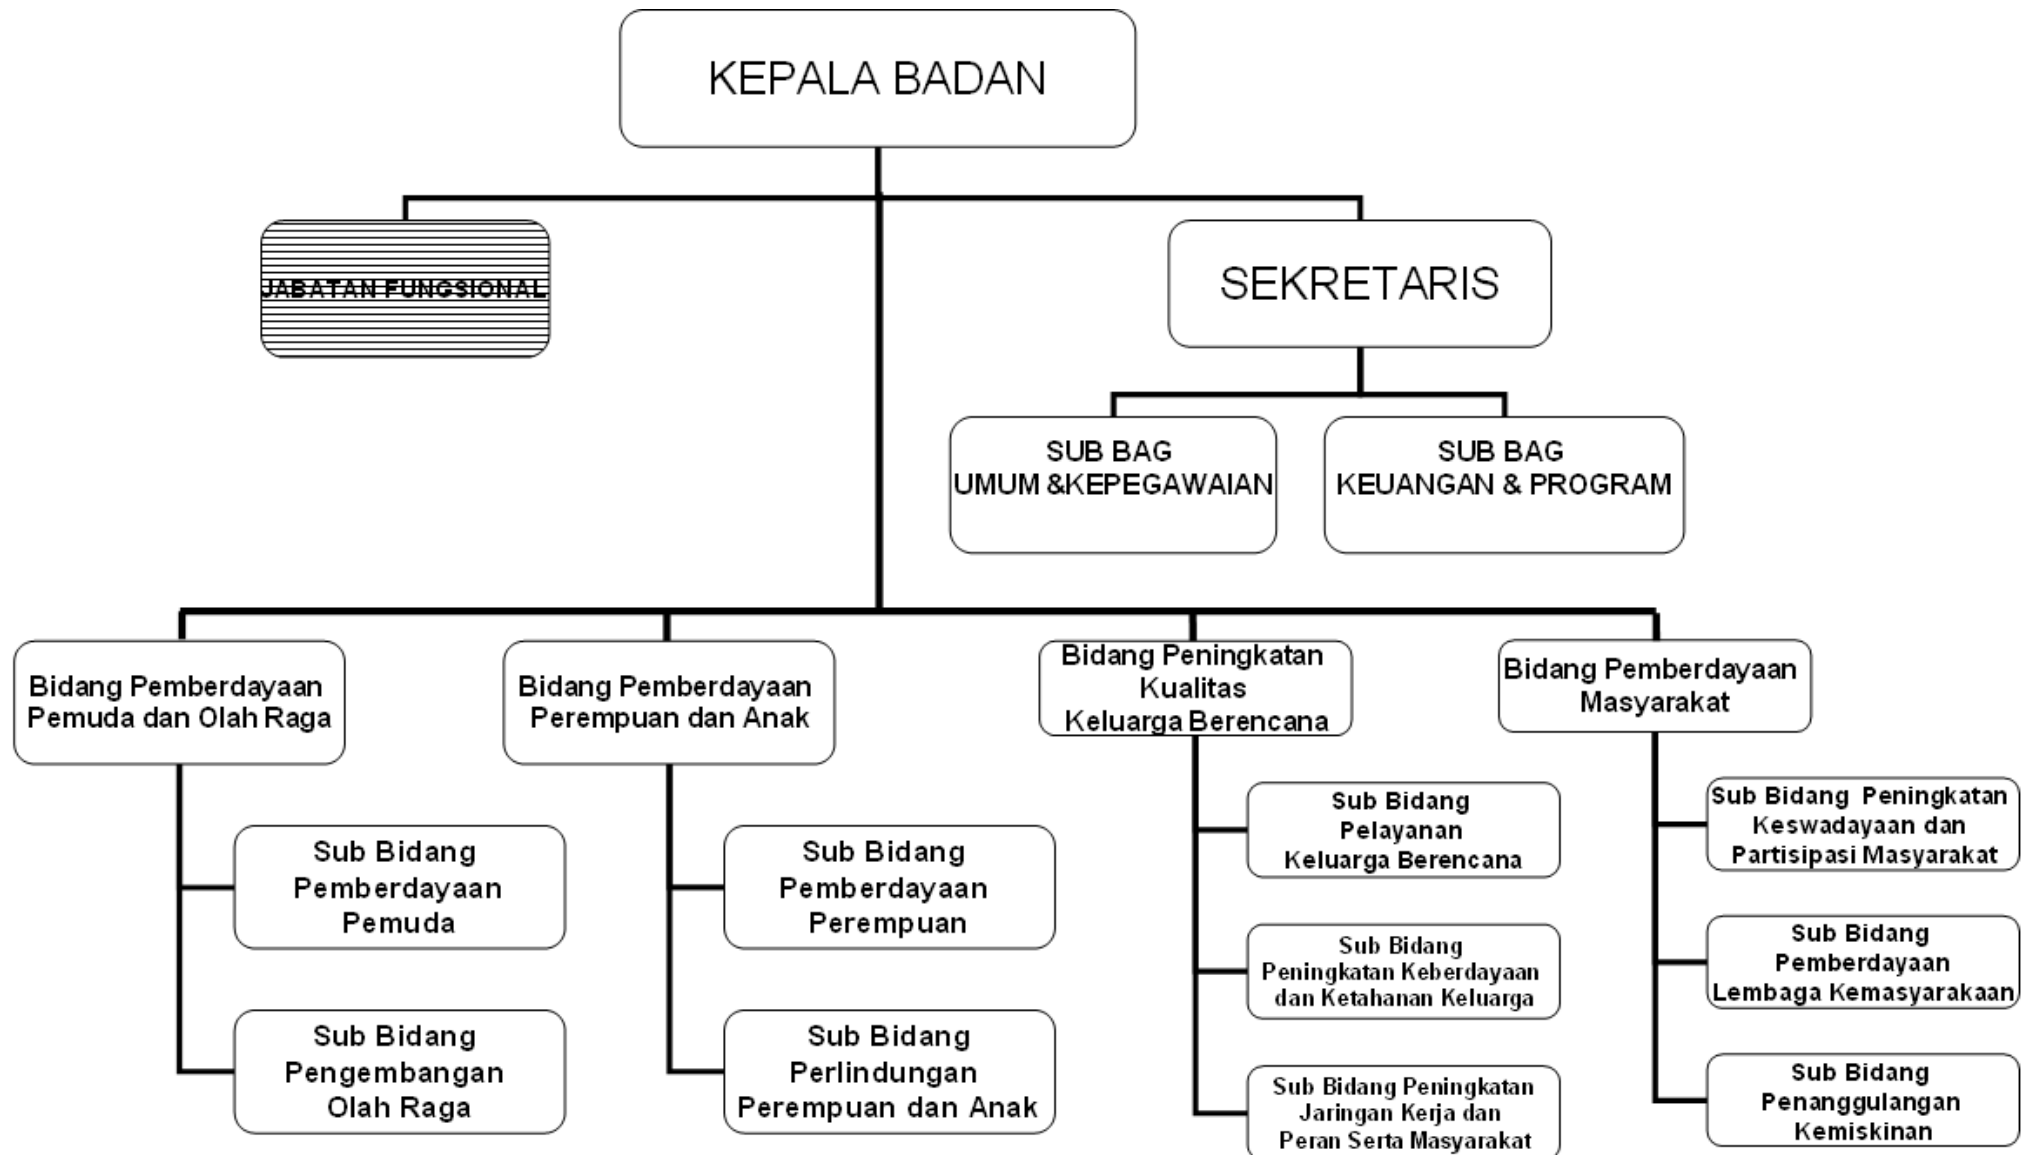 KEPALA BADAN
JABATAN FUNGSIONAL
SEKRETARIS
SUB BAG
UMUM &KEPEGAWAIAN
SUB BAG
KEUANGAN & PROGRAM
Bidang Pemberdayaan
Pemuda dan Olah Raga
Bidang Pemberdayaan
Perempuan dan Anak
Bidang Peningkatan
Kualitas
Keluarga Berencana
Bidang Pemberdayaan
Masyarakat
Sub Bidang
Pemberdayaan
Pemuda
Sub Bidang
Pengembangan
Olah Raga
Sub Bidang
Pemberdayaan
Perempuan
Sub Bidang
Perlindungan
Perempuan dan Anak
Sub Bidang
Pelayanan
Keluarga Berencana
Sub Bidang
Peningkatan Keberdayaan
dan Ketahanan Keluarga
Sub Bidang Peningkatan
Jaringan Kerja dan
Peran Serta Masyarakat
Sub Bidang Peningkatan
Keswadayaan dan
Partisipasi Masyarakat
Sub Bidang
Pemberdayaan
Lembaga Kemasyarakaan
Sub Bidang
Penanggulangan
Kemiskinan